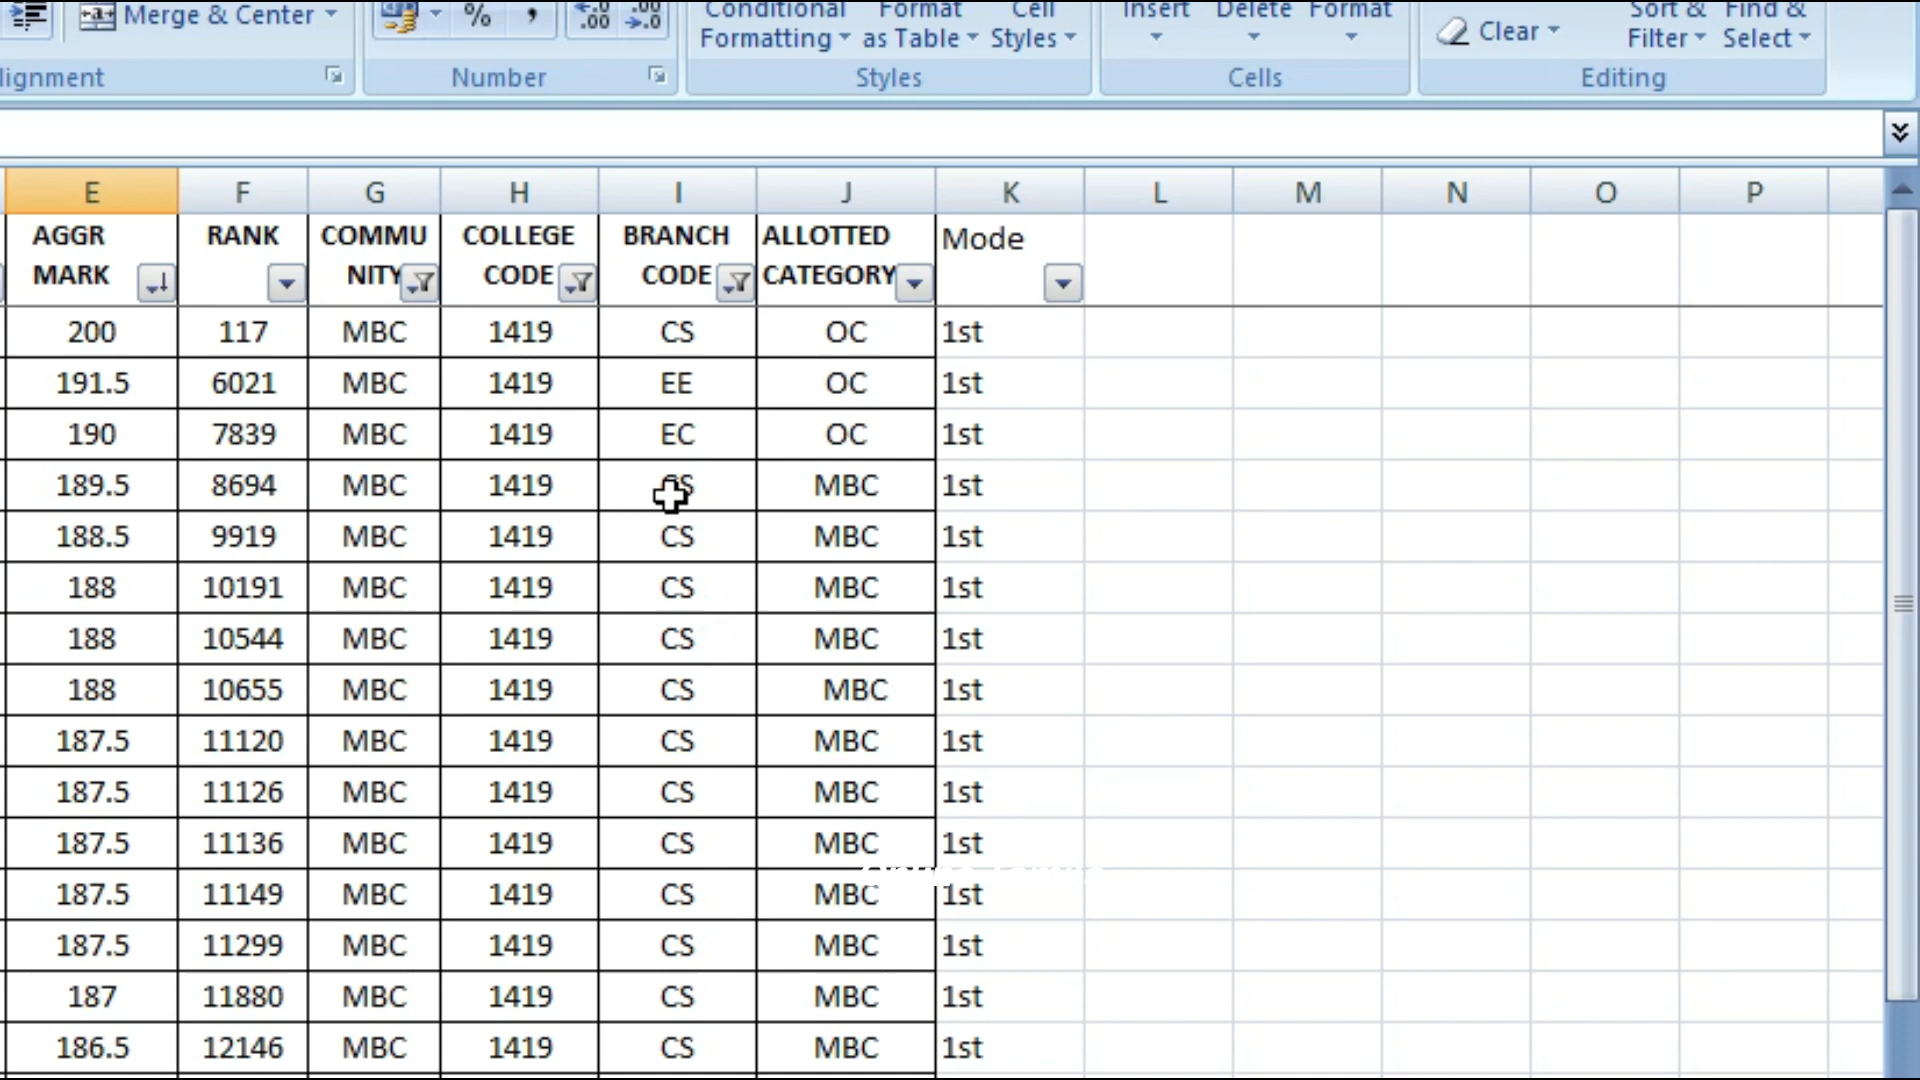 Merge & Center
%
,
Conditional Formatting
Format as Table
Cell Styles
Insert
Delete
Format
Clear
Sort & Filter
Find & Select
lignment
Number
Styles
Cells
Editing
E F G H I J K L M N O P
AGGR MARK RANK COMMU NITY COLLEGE CODE BRANCH CODE ALLOTTED CATEGORY Mode
200 117 MBC 1419 CS OC 1st
191.5 6021 MBC 1419 EE OC 1st
190 7839 MBC 1419 EC OC 1st
189.5 8694 MBC 1419 CS MBC 1st
188.5 9919 MBC 1419 CS MBC 1st
188 10191 MBC 1419 CS MBC 1st
188 10544 MBC 1419 CS MBC 1st
188 10655 MBC 1419 CS MBC 1st
187.5 11120 MBC 1419 CS MBC 1st
187.5 11126 MBC 1419 CS MBC 1st
187.5 11136 MBC 1419 CS MBC 1st
187.5 11149 MBC 1419 CS MBC 1st
187.5 11299 MBC 1419 CS MBC 1st
187 11880 MBC 1419 CS MBC 1st
186.5 12146 MBC 1419 CS MBC 1st